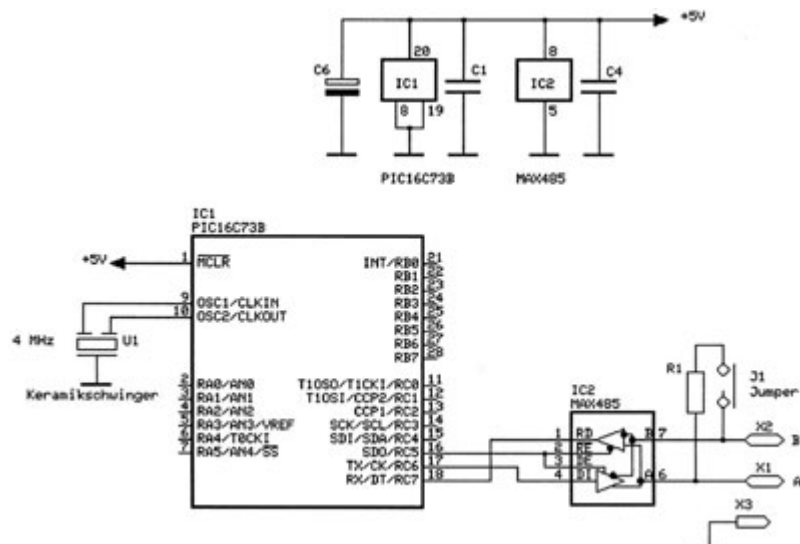 +5V
20
8
C6
IC1
C1
IC2
C4
8
19
5
PIC16C73B
MAX485
IC1
PIC16C73B
+5V
1
MCLR
INT/RB0
21
RB1
22
RB2
23
9
OSC1/CLKIN
RB3
24
10
OSC2/CLKOUT
RB4
25
4 MHz
U1
RB5
26
RB6
27
RB7
28
Keramikschwinger
2
RA0/AN0
T1OSO/T1CKI/RC0
11
3
RA1/AN1
T1OSI/CCP2/RC1
12
4
RA2/AN2
CCP1/RC2
13
5
RA3/AN3/VREF
SCK/SCL/RC3
14
6
RA4/T0CKI
SDI/SDA/RC4
15
7
RA5/AN4/SS
SDO/RC5
16
TX/CK/RC6
17
RX/DT/RC7
18
IC2
MAX485
1
RD
B
7
2
RE
3
4
DI
A
6
R1
J1
Jumper
X2
B
X1
A
X3